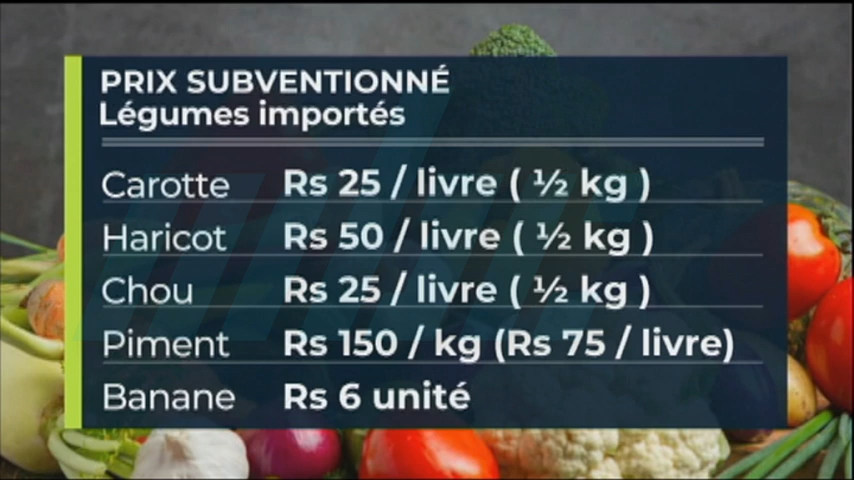 PRIX SUBVENTIONNÉ
Légumes importés
Carotte Rs 25 / livre ( ½ kg )
Haricot Rs 50 / livre ( ½ kg )
Chou Rs 25 / livre ( ½ kg )
Piment Rs 150 / kg (Rs 75 / livre)
Banane Rs 6 unité